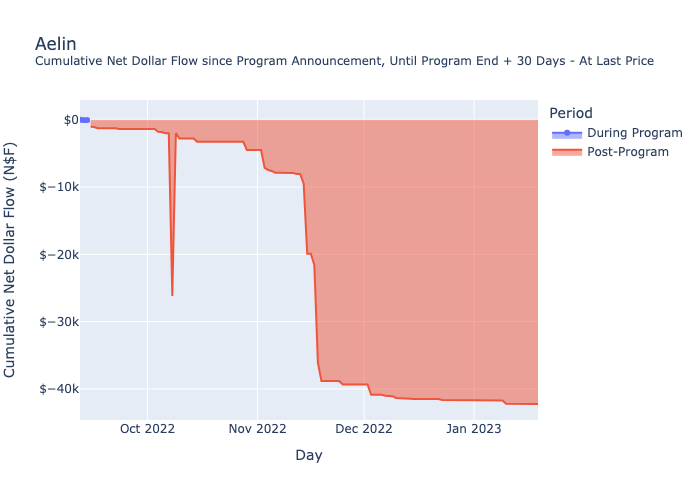 Aelin
Cumulative Net Dollar Flow since Program Announcement, Until Program End + 30 Days - At Last Price
Period
During Program
Post-Program
Cumulative Net Dollar Flow (N$F)
$0
$−10k
$−20k
$−30k
$−40k
Oct 2022
Nov 2022
Dec 2022
Jan 2023
Day